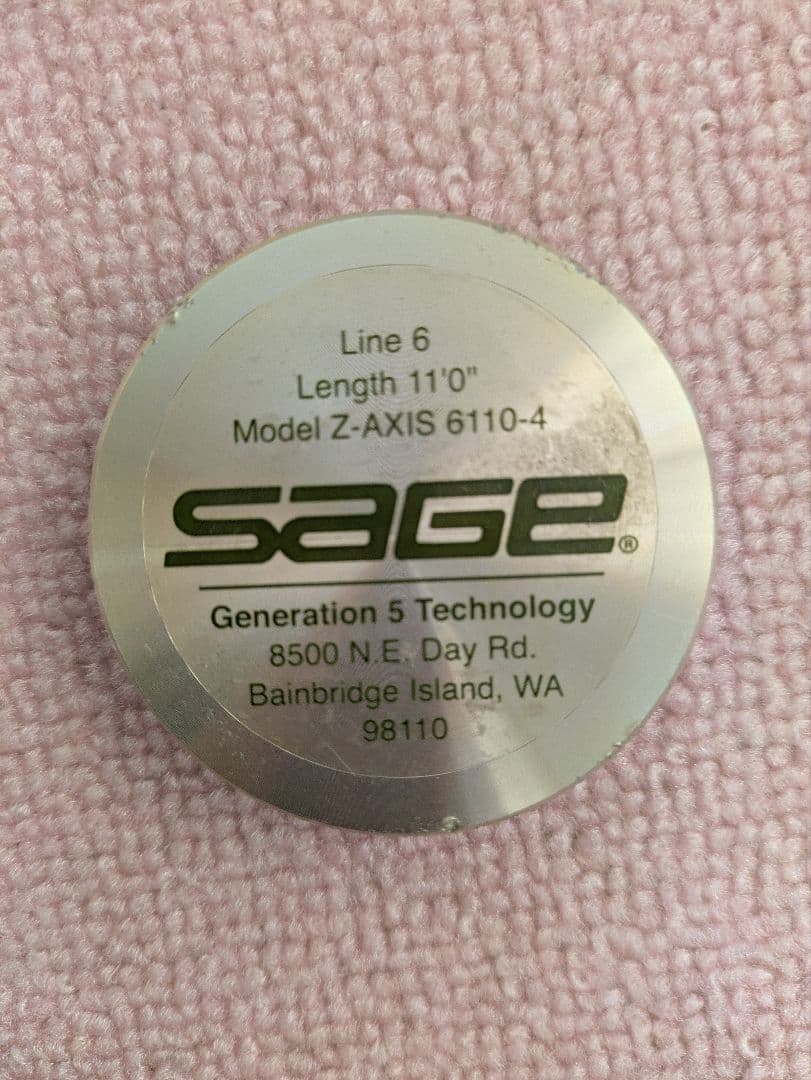 Line 6
Length 11'0"
Model Z-AXIS 6110-4
SAGE®
Generation 5 Technology
8500 N.E. Day Rd.
Bainbridge Island, WA
98110